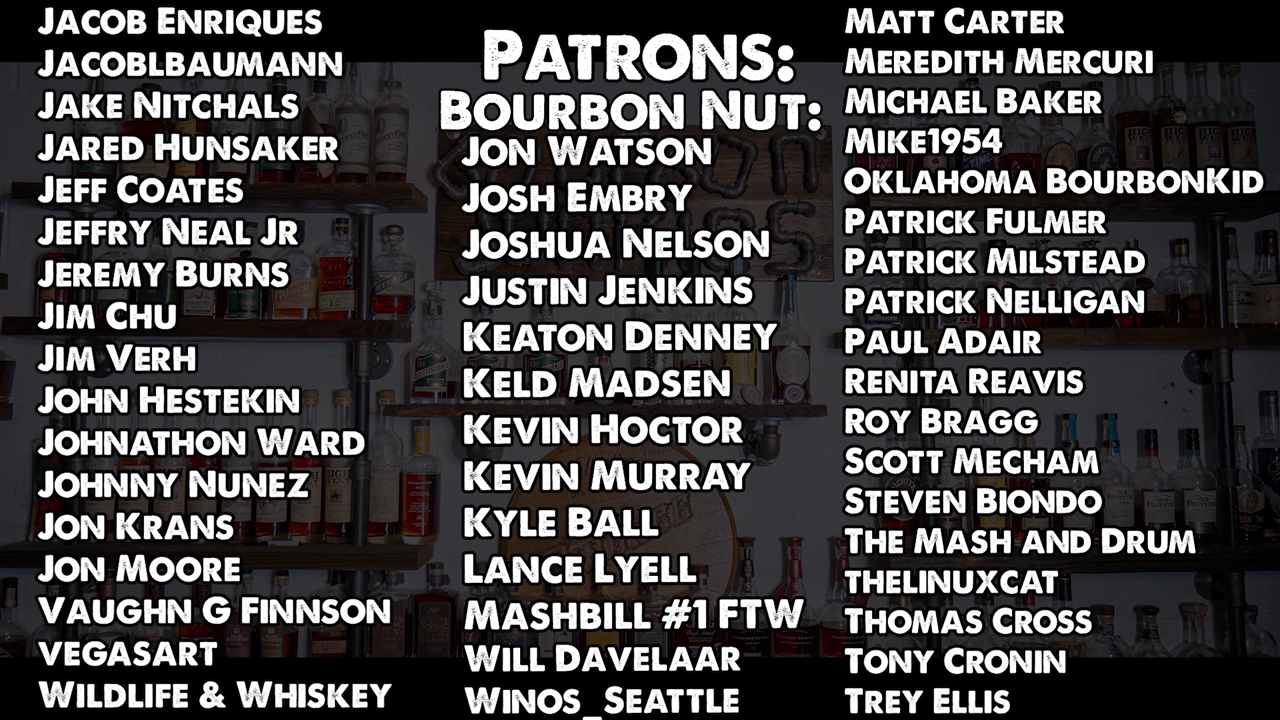 Jacob Enriques
Jacoblbaumann
Jake Nitchals
Jared Hunsaker
Jeff Coates
Jeffry Neal Jr
Jeremy Burns
Jim Chu
Jim Verh
John Hestekin
Johnathon Ward
Johnny Nunez
Jon Krans
Jon Moore
Vaughn G Finnson
vegasart
Wildlife & Whiskey
Patrons:
Bourbon Nut:
Jon Watson
Josh Embry
Joshua Nelson
Justin Jenkins
Keaton Denney
Keld Madsen
Kevin Hoctor
Kevin Murray
Kyle Ball
Lance Lyell
Mashbill #1 FTW
Will Davelaar
Winos_Seattle
Matt Carter
Meredith Mercuri
Michael Baker
Mike1954
Oklahoma BourbonKid
Patrick Fulmer
Patrick Milstead
Patrick Nelligan
Paul Adair
Renita Reavis
Roy Bragg
Scott Mecham
Steven Biondo
The Mash and Drum
thelinuxcat
Thomas Cross
Tony Cronin
Trey Ellis